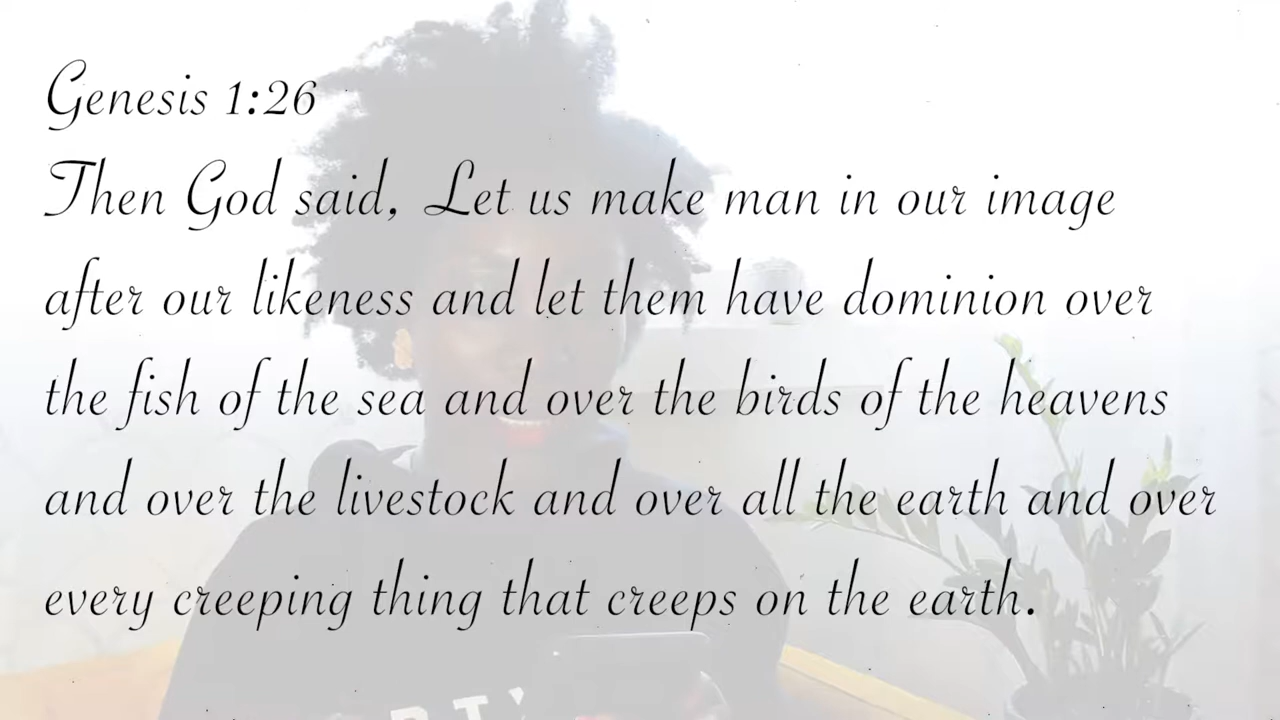 Genesis 1:26
Then God said, Let us make man in our image
after our likeness and let them have dominion over
the fish of the sea and over the birds of the heavens
and over the livestock and over all the earth and over
every creeping thing that creeps on the earth.